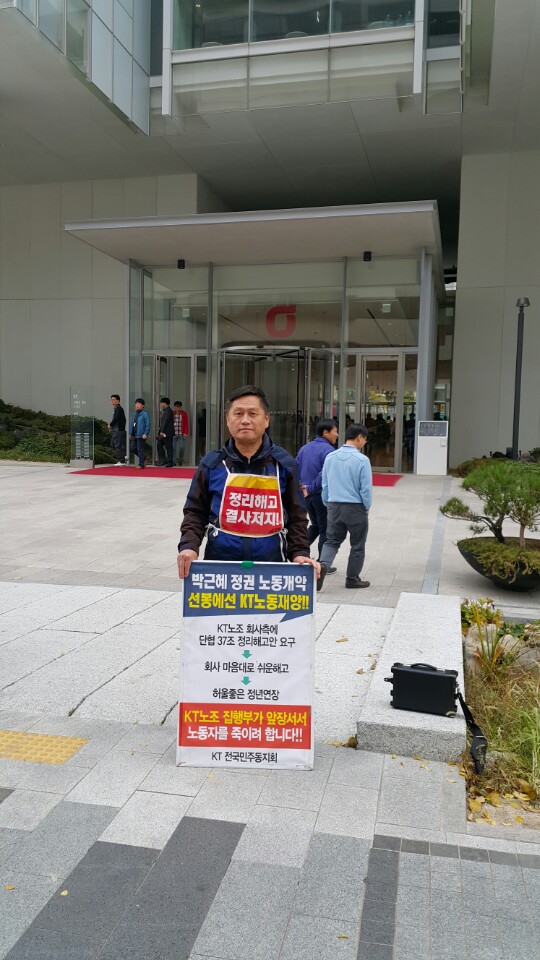 정리해고
결사저지!
박근혜 정권 노동개악
선봉에선 KT노동재앙!!
KT노조 회사측에
단협 37조 정리해고안 요구
회사 마음대로 쉬운해고
허울좋은 정년연장
KT노조 집행부가 앞장서서
노동자를 죽이려 합니다!!
KT 전국민주동지회